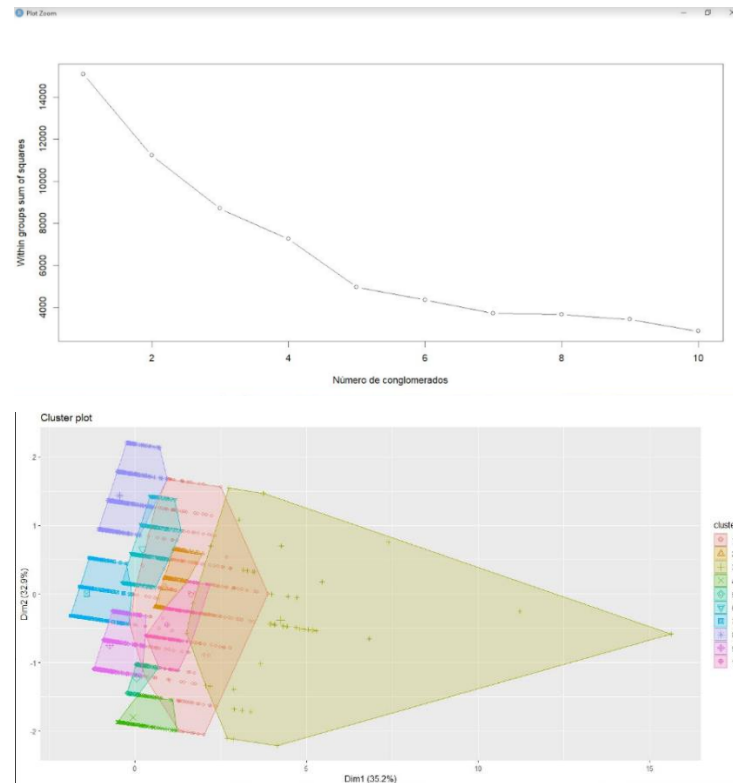 Plot Zoom
Within groups sum of squares
14000
12000
10000
8000
6000
4000
2
4
6
8
10
Número de conglomerados
Cluster plot
2
1
0
-1
-2
Dim2 (32.9%)
0
5
10
15
Dim1 (35.2%)
cluster